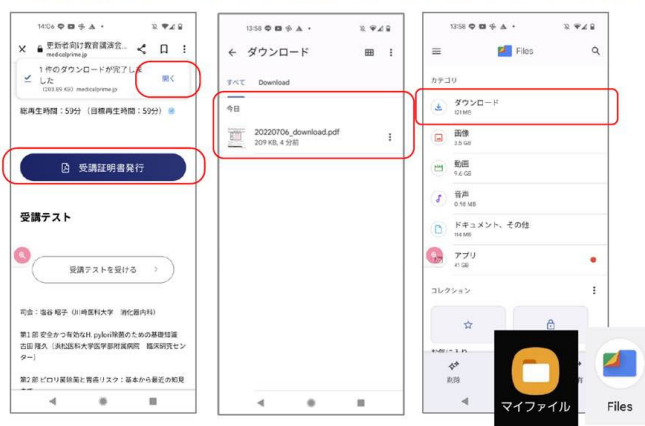 14:06
更新者向け教育講演会...
medicalprime.jp
1 件のダウンロードが完了しま
した
(203.89 KB) medicalprime.jp
開く
総再生時間：59分 （目標再生時間：59分）
受講証明書発行
受講テスト
受講テストを受ける
司会：塩谷 昭子（川崎医科大学 消化器内科）
第1部 安全かつ有効なH. pylori除菌のための基礎知識
古田 隆久（浜松医科大学医学部附属病院 臨床研究セン
ター）
第2部 ピロリ菌除菌と胃癌リスク：基本から最近の知見
13:58
ダウンロード
すべて Download
今日
20220706_download.pdf
209 KB, 4 分前
13:58
Files
カテゴリ
ダウンロード
121 MB
画像
3.5 GB
動画
9.6 GB
音声
0.98 MB
ドキュメント、その他
114 MB
アプリ
41 GB
コレクション
お気に入り
削除
マイファイル
Files